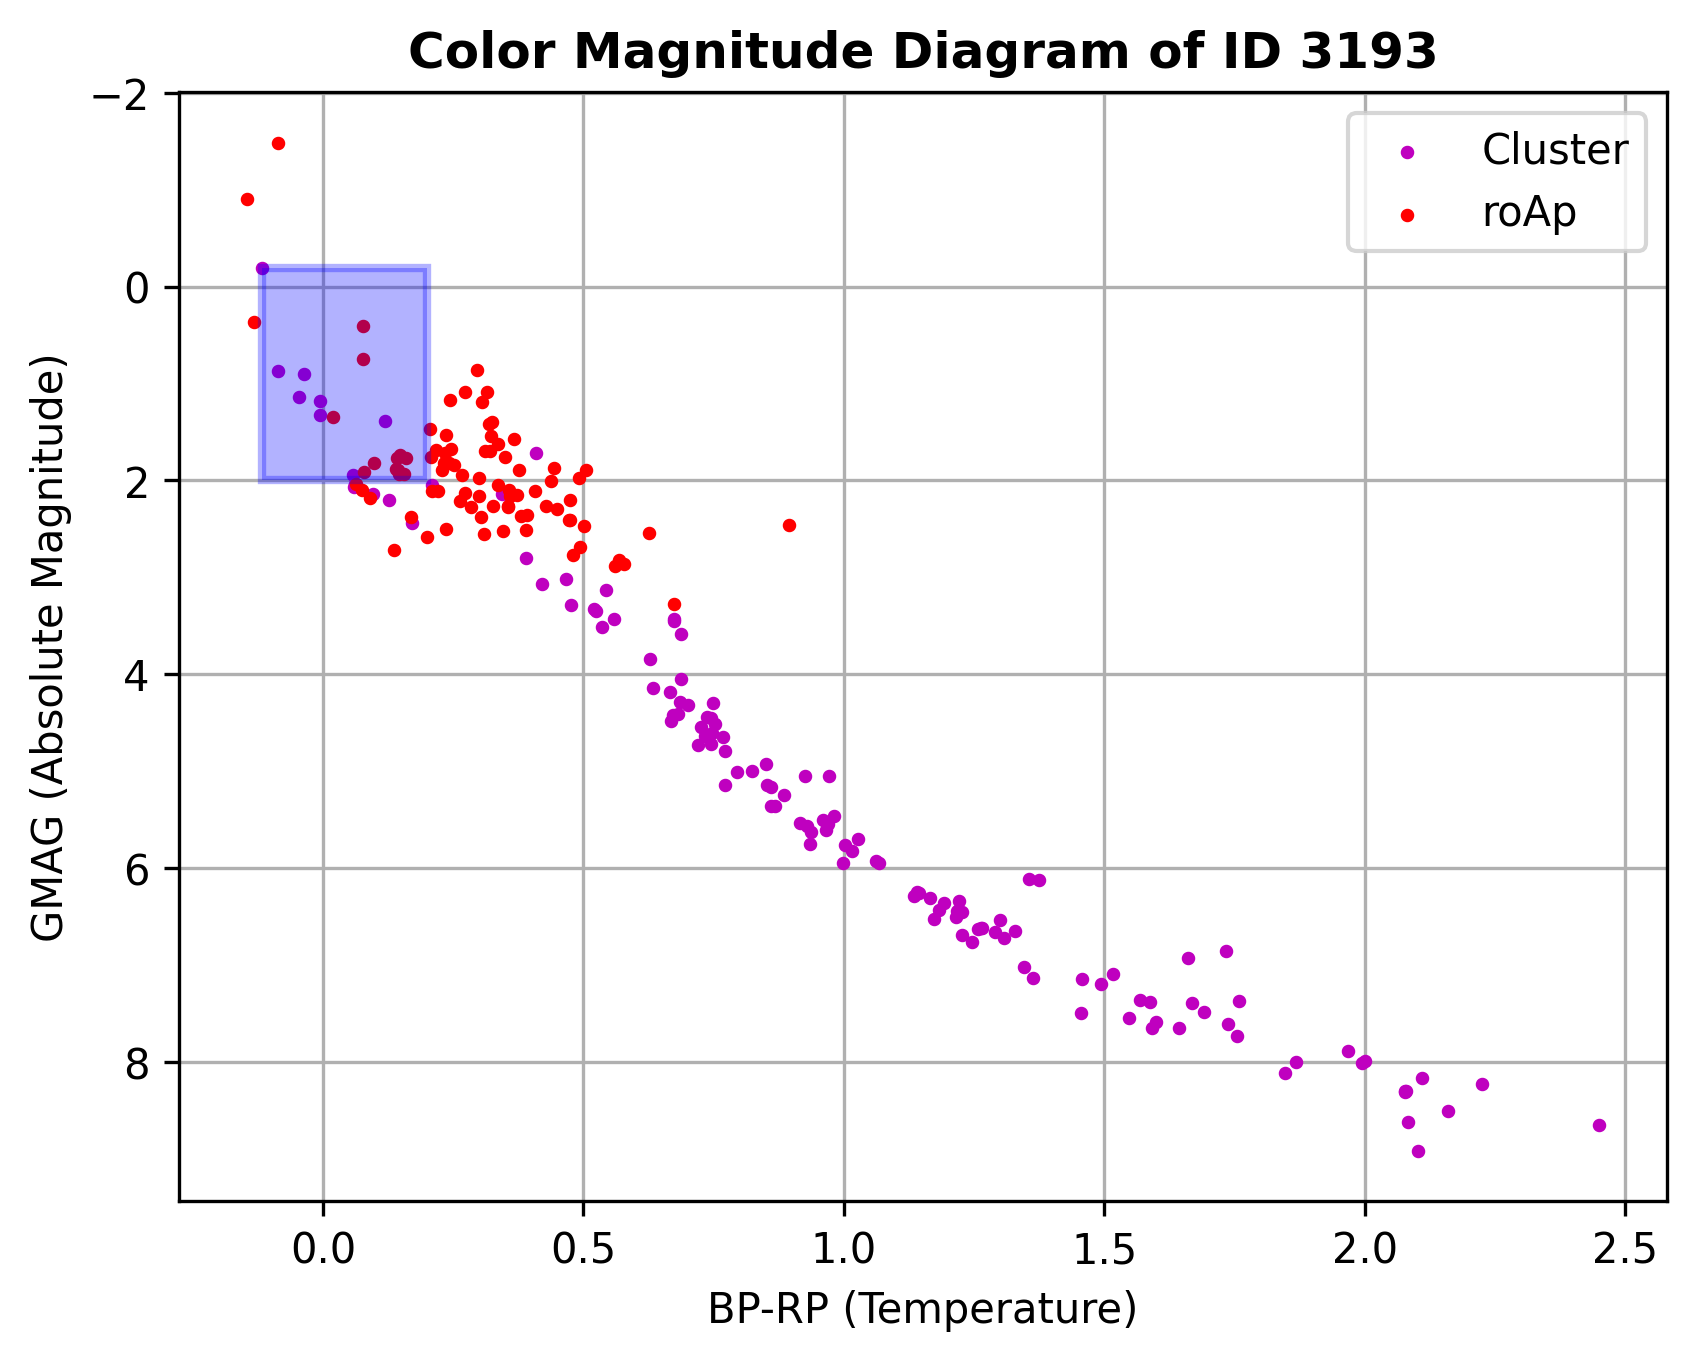 Color Magnitude Diagram of ID 3193
−2
0
2
4
6
8
GMAG (Absolute Magnitude)
Cluster
roAp
0.0 0.5 1.0 1.5 2.0 2.5
BP-RP (Temperature)